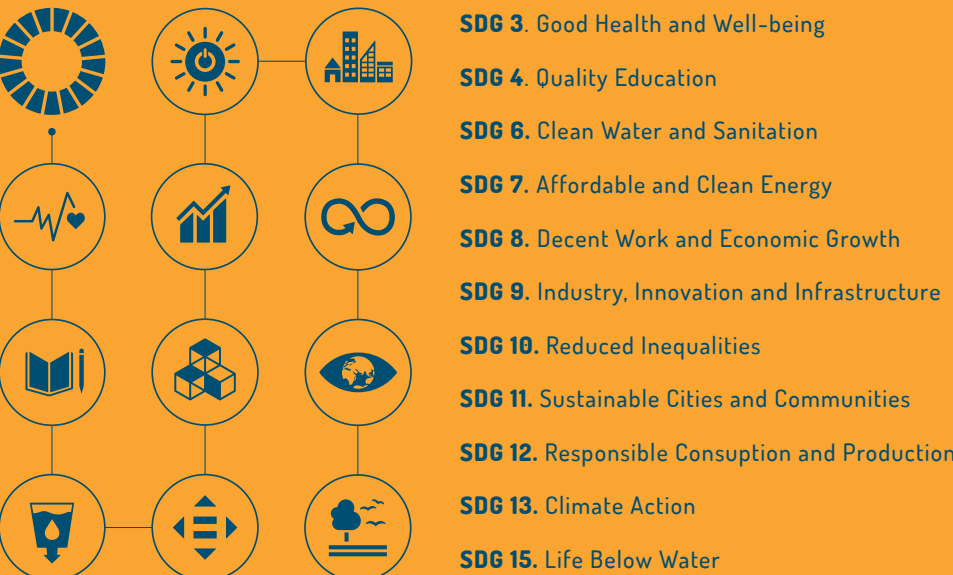 SDG 3. Good Health and Well-being
SDG 4. Quality Education
SDG 6. Clean Water and Sanitation
SDG 7. Affordable and Clean Energy
SDG 8. Decent Work and Economic Growth
SDG 9. Industry, Innovation and Infrastructure
SDG 10. Reduced Inequalities
SDG 11. Sustainable Cities and Communities
SDG 12. Responsible Consuption and Production
SDG 13. Climate Action
SDG 15. Life Below Water